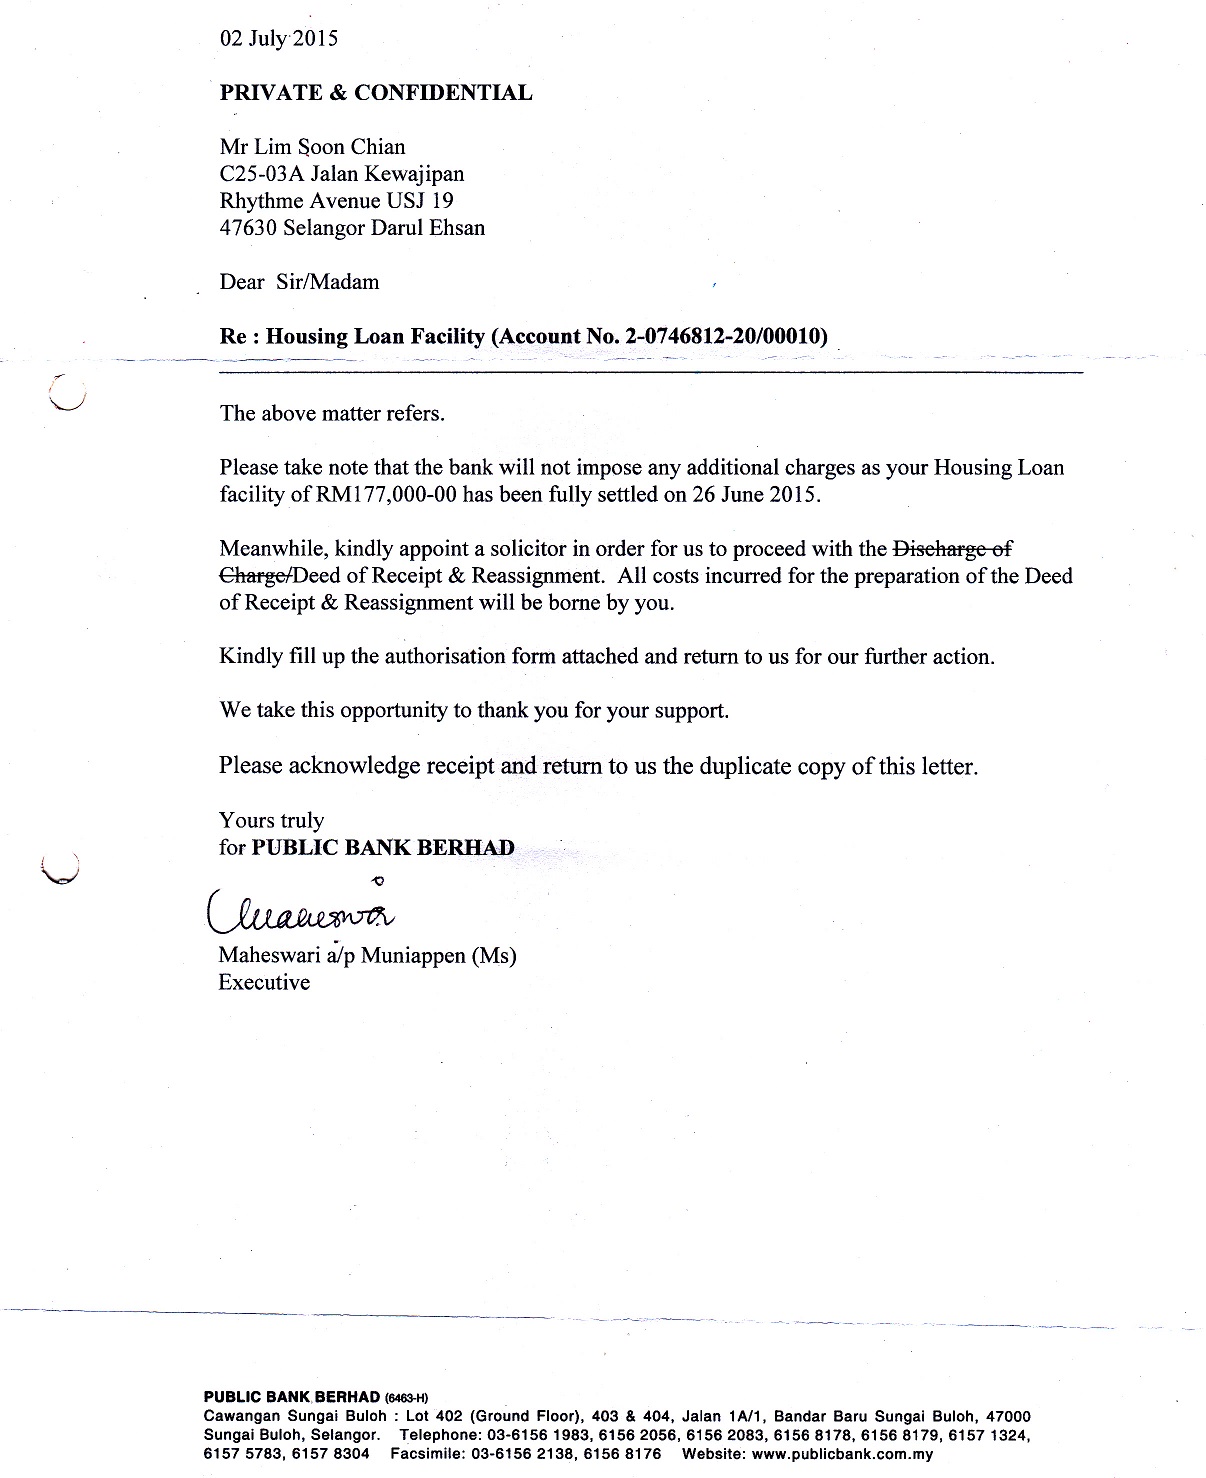 02 July 2015
PRIVATE & CONFIDENTIAL
Mr Lim Soon Chian
C25-03A Jalan Kewajipan
Rhythme Avenue USJ 19
47630 Selangor Darul Ehsan
Dear  Sir/Madam
Re : Housing Loan Facility (Account No. 2-0746812-20/00010)
The above matter refers.
Please take note that the bank will not impose any additional charges as your Housing Loan
facility of RM177,000-00 has been fully settled on 26 June 2015.
Meanwhile, kindly appoint a solicitor in order for us to proceed with the Discharge of
Charge/Deed of Receipt & Reassignment.  All costs incurred for the preparation of the Deed
of Receipt & Reassignment will be borne by you.
Kindly fill up the authorisation form attached and return to us for our further action.
We take this opportunity to thank you for your support.
Please acknowledge receipt and return to us the duplicate copy of this letter.
Yours truly
for PUBLIC BANK BERHAD
Maheswari a/p Muniappen (Ms)
Executive
PUBLIC BANK BERHAD (6463-H)
Cawangan Sungai Buloh : Lot 402 (Ground Floor), 403 & 404, Jalan 1A/1, Bandar Baru Sungai Buloh, 47000
Sungai Buloh, Selangor.   Telephone: 03-6156 1983, 6156 2056, 6156 2083, 6156 8178, 6156 8179, 6157 1324,
6157 5783, 6157 8304   Facsimile: 03-6156 2138, 6156 8176   Website: www.publicbank.com.my